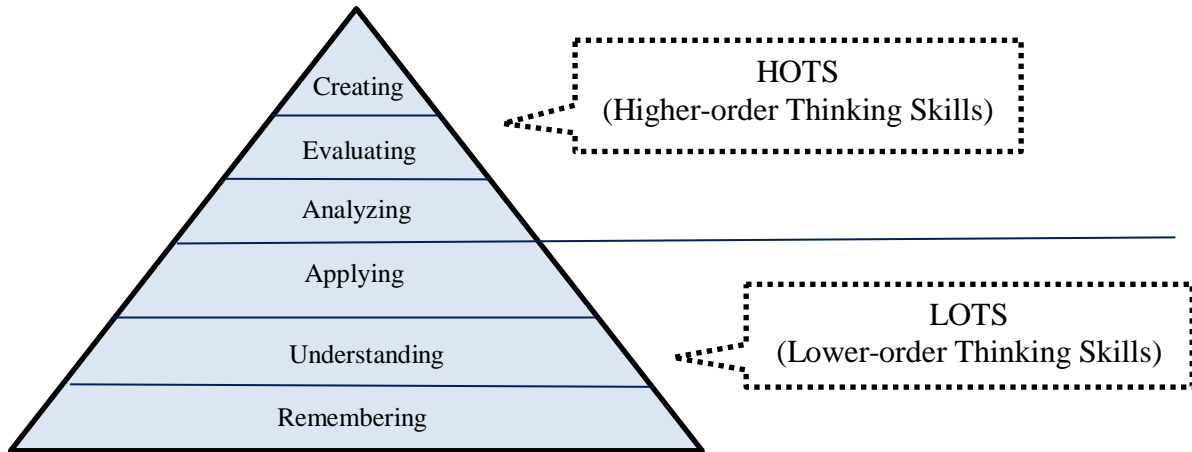 Creating
Evaluating
Analyzing
Applying
Understanding
Remembering
HOTS
(Higher-order Thinking Skills)
LOTS
(Lower-order Thinking Skills)